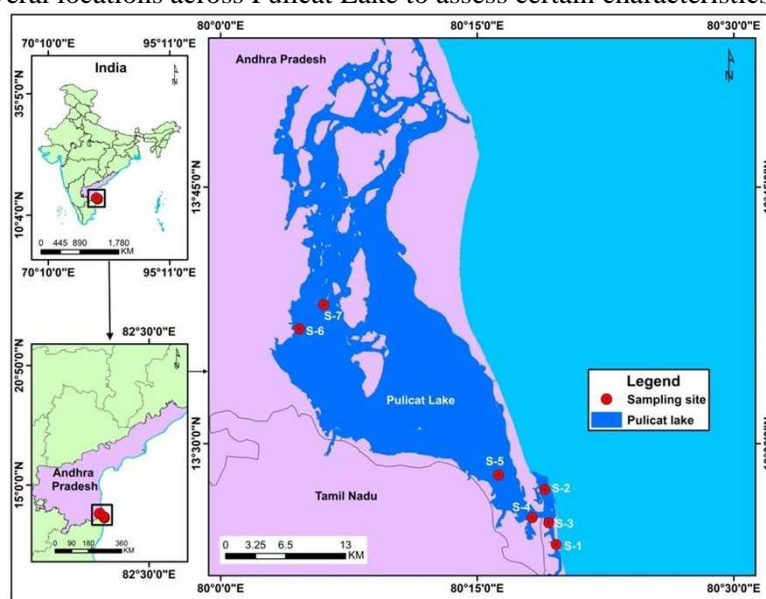 veral locations across Pulicat Lake to assess certain characteristics
70°10'0"E 95°11'0"E
India
35°5'0"N
10°4'0"N
0 445 890 1,780
KM
70°10'0"E 95°11'0"E
82°30'0"E
20°50'0"N
15°0'0"N
Andhra
Pradesh
0 90 180 360
KM
82°30'0"E
80°0'0"E 80°15'0"E 80°30'0"E
Andhra Pradesh
13°45'0"N
S-7
S-6
Pulicat Lake
Legend
Sampling site
Pulicat lake
13°30'0"N
S-5
S-2
S-4
S-3
S-1
Tamil Nadu
0 3.25 6.5 13
KM
80°0'0"E 80°15'0"E 80°30'0"E